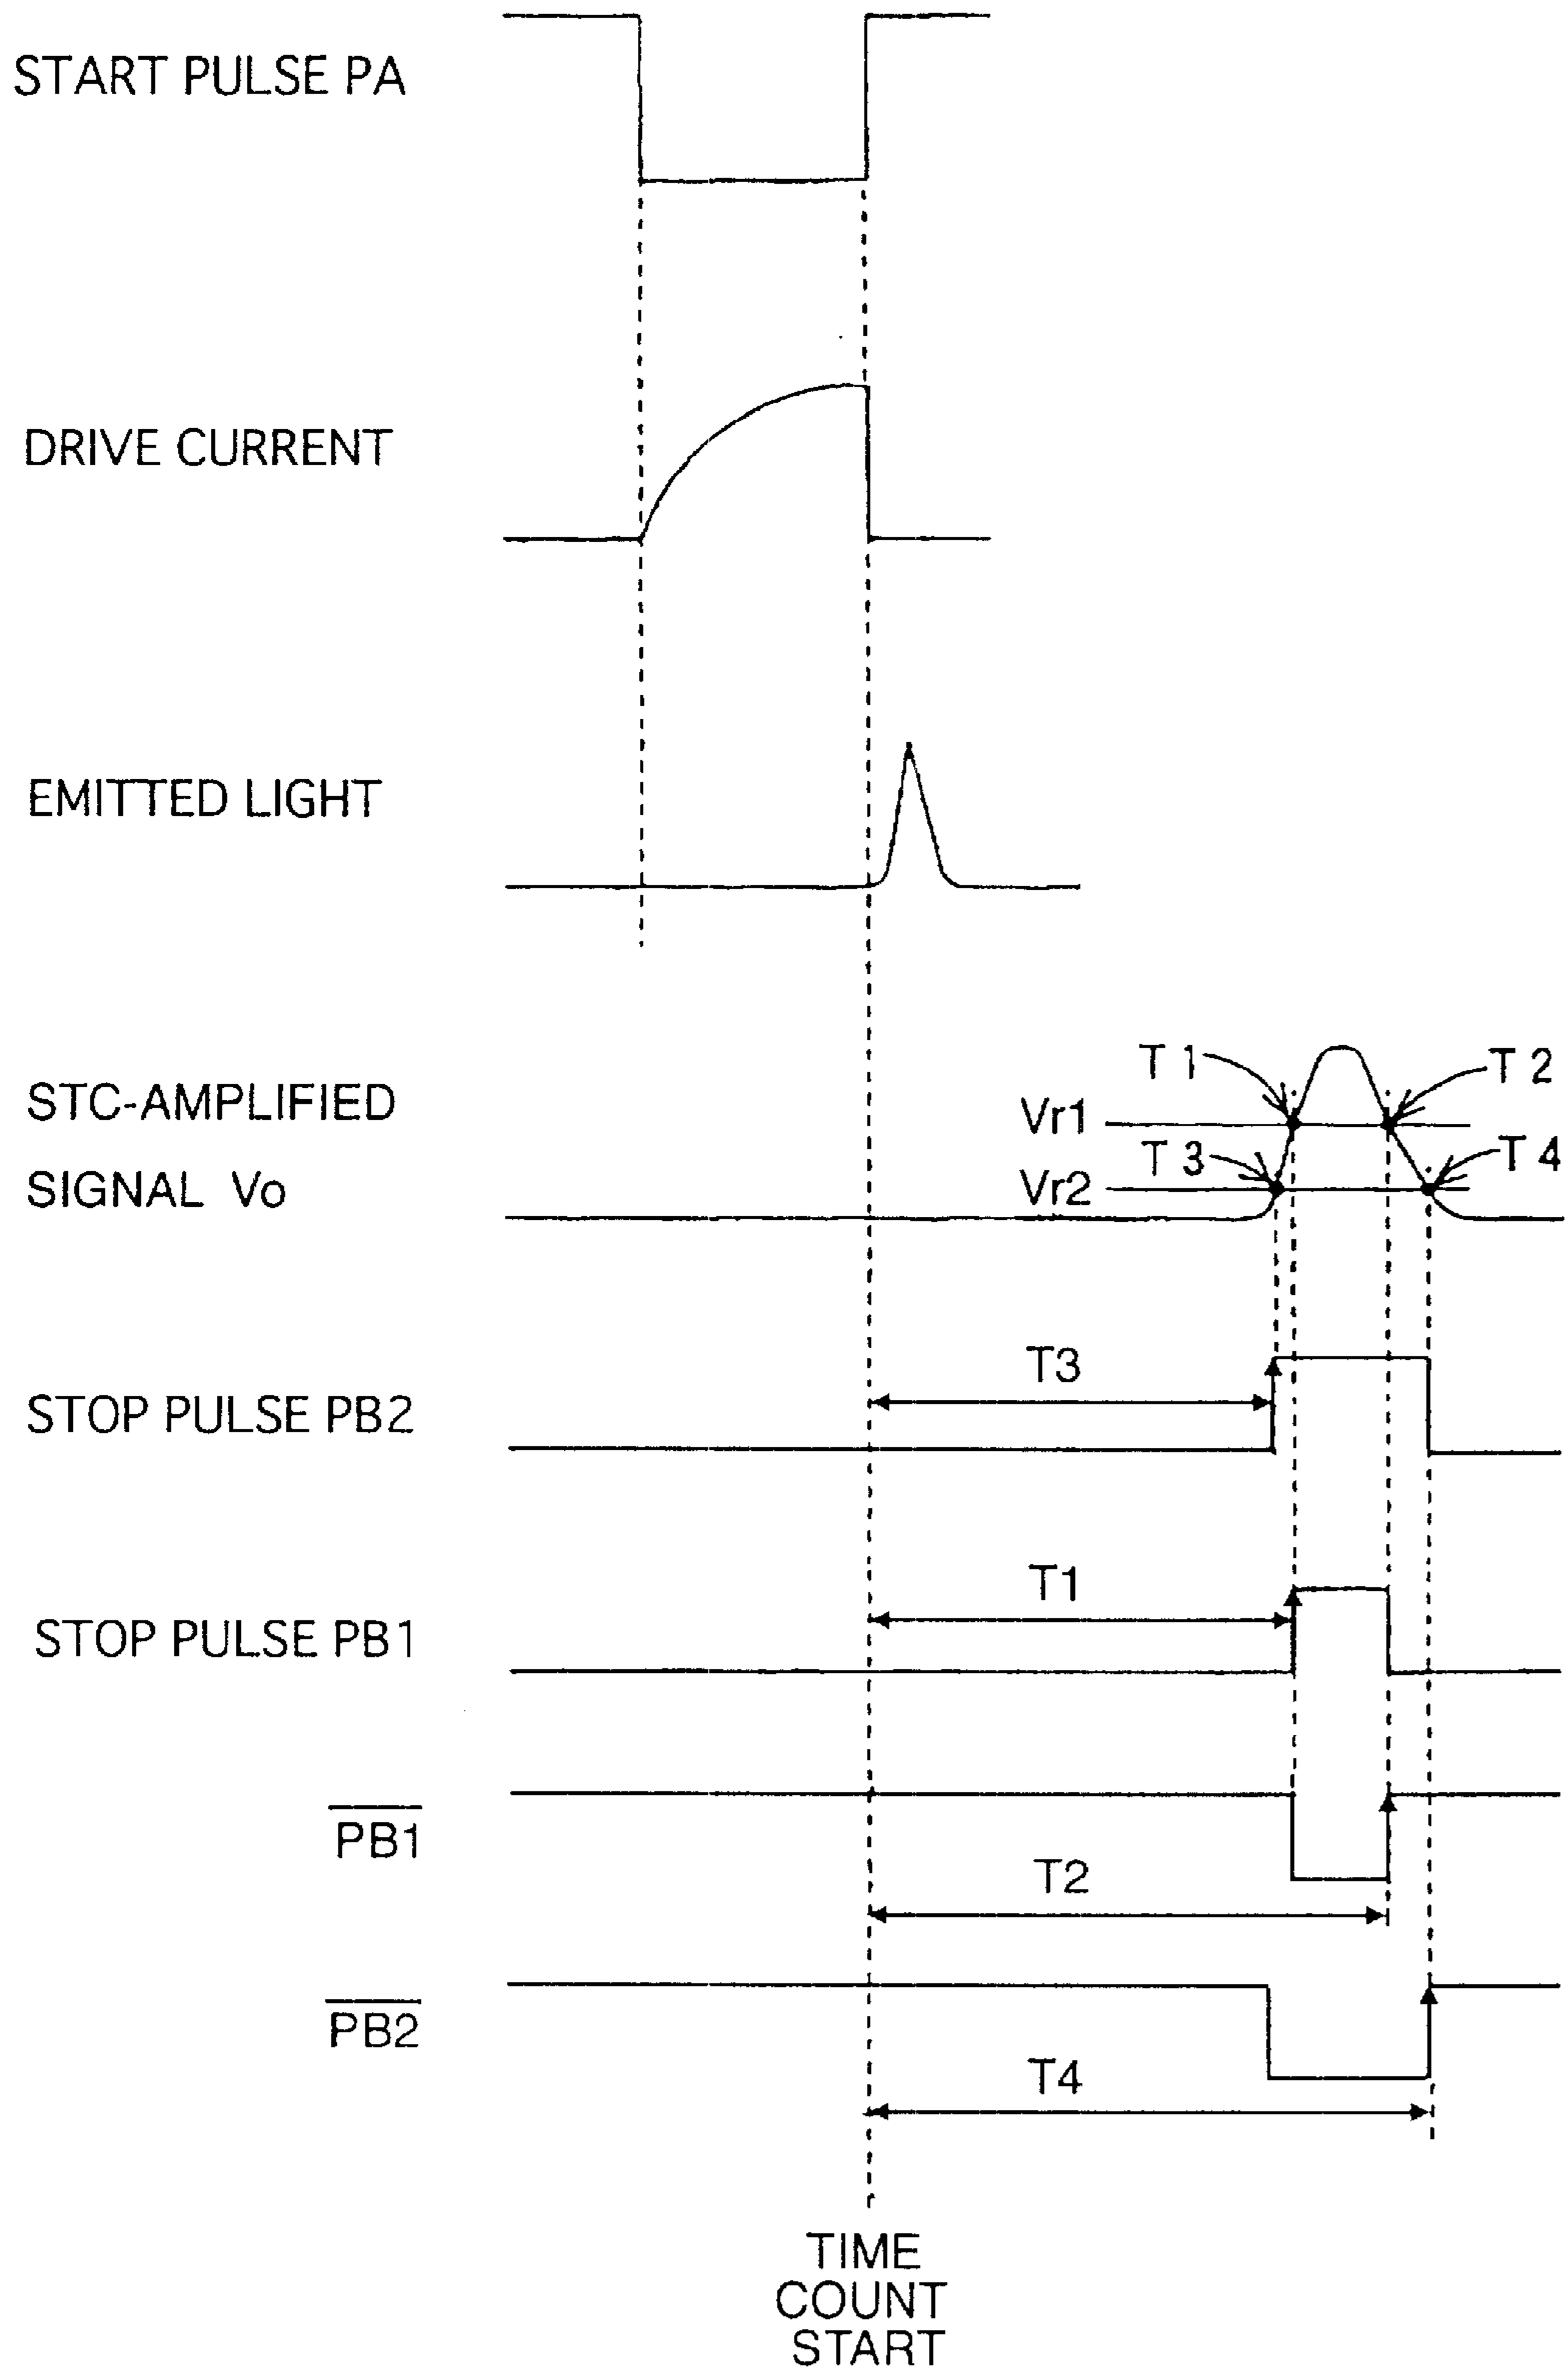 START PULSE PA
DRIVE CURRENT
EMITTED LIGHT
STC-AMPLIFIED
SIGNAL Vo
T 1
T 2
Vr1
T 3
T 4
Vr2
T3
STOP PULSE PB2
T1
STOP PULSE PB1
PB1
T2
PB2
T4
TIME
COUNT
START